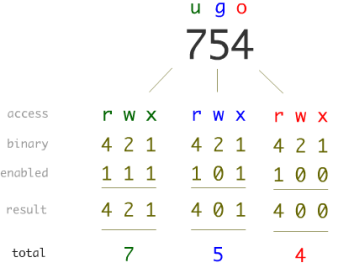 u g o
754
access r w x r w x r w x
binary 4 2 1 4 2 1 4 2 1
enabled 1 1 1 1 0 1 1 0 0
result 4 2 1 4 0 1 4 0 0
total 7 5 4